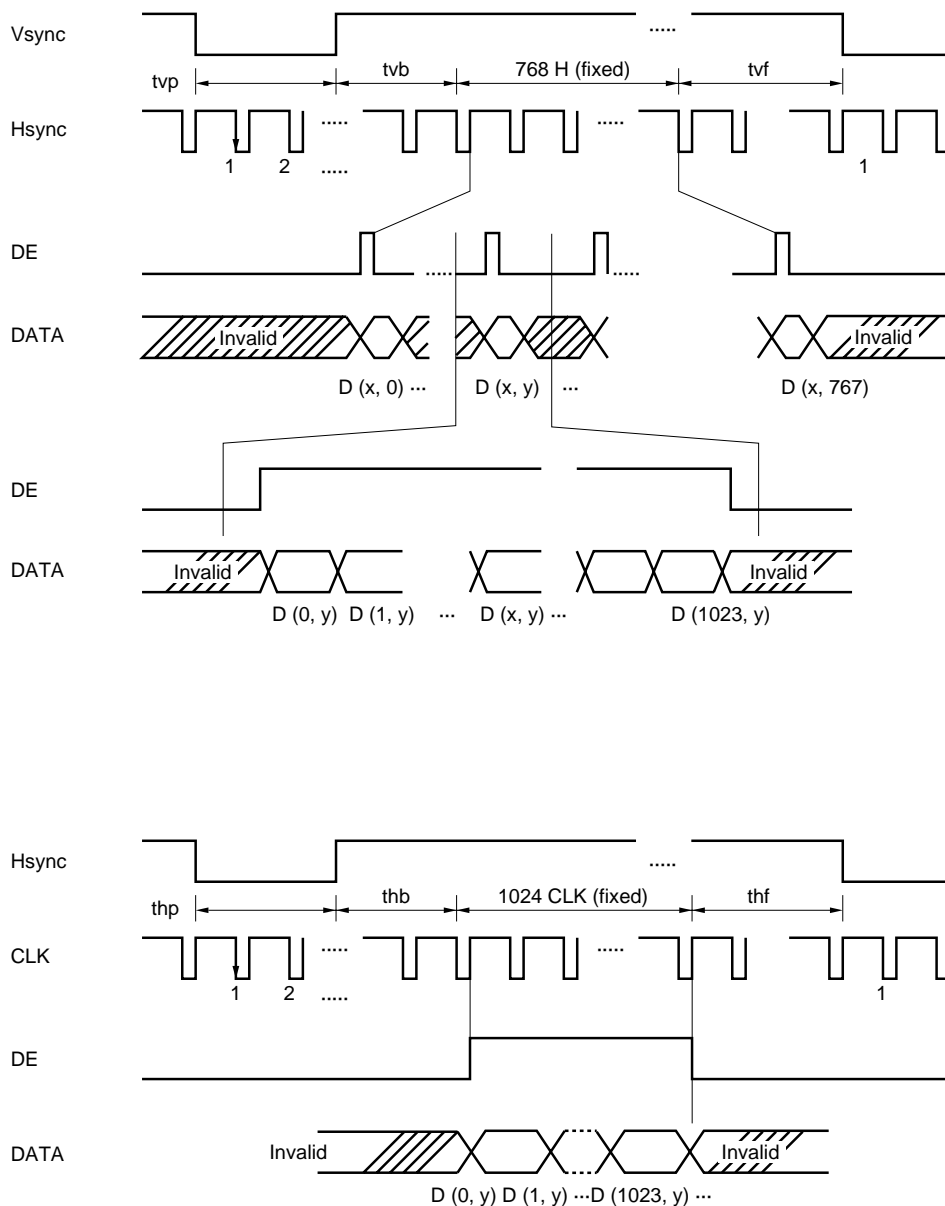 Vsync
.....
tvp tvb 768 H (fixed) tvf
Hsync
..... .....
1 2 ..... 1
DE
..... .....
DATA
Invalid Invalid
D (x, 0) ... D (x, y) ... D (x, 767)
DE
DATA
Invalid Invalid
D (0, y) D (1, y) ... D (x, y) ... D (1023, y)
Hsync
.....
thp thb 1024 CLK (fixed) thf
CLK
..... .....
1 2 ..... 1
DE
DATA
Invalid Invalid
D (0, y) D (1, y) ... D (1023, y) ...